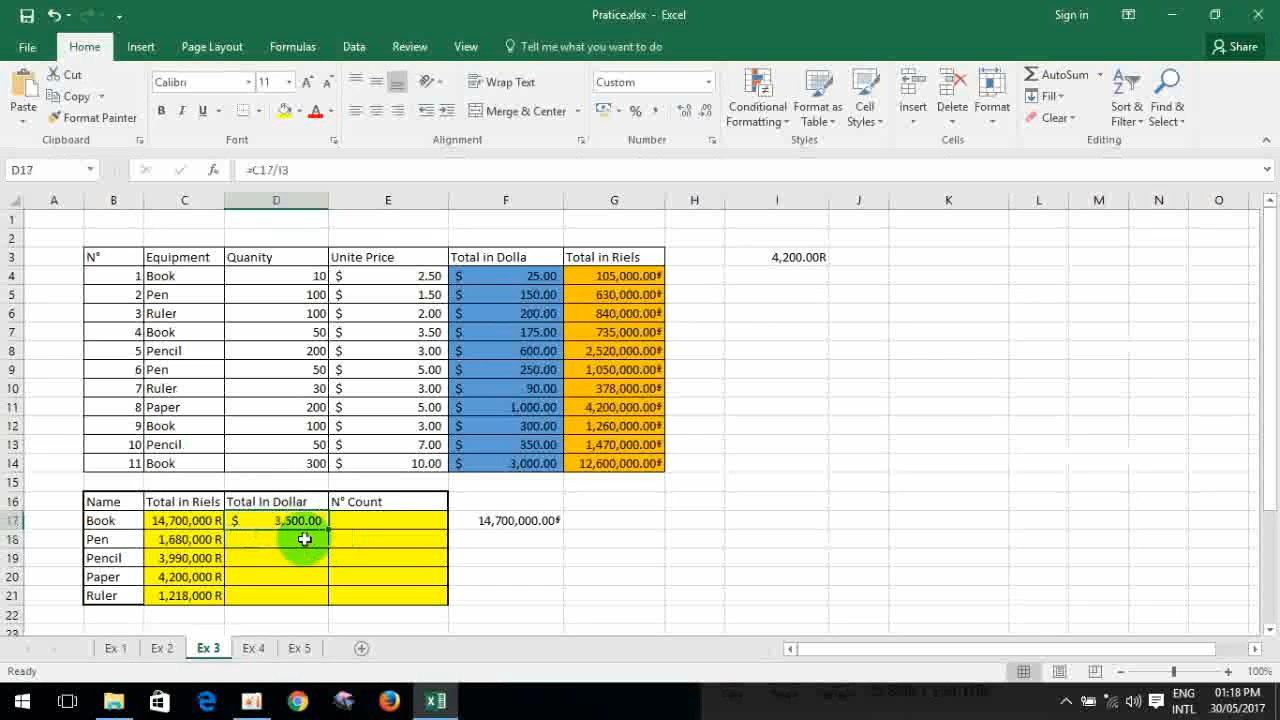 Pratice.xlsx - Excel
Sign in
File Home Insert Page Layout Formulas Data Review View Tell me what you want to do Share
Paste Cut Copy Format Painter Clipboard
Calibri 11 B I U A A A Font
Wrap Text Merge & Center Alignment
Custom % Number
Conditional Formatting Format as Table Cell Styles Styles
Insert Delete Format Cells
AutoSum Fill Clear Sort & Filter Find & Select Editing
D17 fx =C17/I3
A B C D E F G H I J K L M N O
1
2
3 N° Equipment Quanity Unite Price Total in Dolla Total in Riels 4,200.00R
4 1 Book 10 $ 2.50 $ 25.00 105,000.00៛
5 2 Pen 100 $ 1.50 $ 150.00 630,000.00៛
6 3 Ruler 100 $ 2.00 $ 200.00 840,000.00៛
7 4 Book 50 $ 3.50 $ 175.00 735,000.00៛
8 5 Pencil 200 $ 3.00 $ 600.00 2,520,000.00៛
9 6 Pen 50 $ 5.00 $ 250.00 1,050,000.00៛
10 7 Ruler 30 $ 3.00 $ 90.00 378,000.00៛
11 8 Paper 200 $ 5.00 $ 1,000.00 4,200,000.00៛
12 9 Book 100 $ 3.00 $ 300.00 1,260,000.00៛
13 10 Pencil 50 $ 7.00 $ 350.00 1,470,000.00៛
14 11 Book 300 $ 10.00 $ 3,000.00 12,600,000.00៛
15
16 Name Total in Riels Total In Dollar N° Count
17 Book 14,700,000 R $ 3,500.00 14,700,000.00៛
18 Pen 1,680,000 R
19 Pencil 3,990,000 R
20 Paper 4,200,000 R
21 Ruler 1,218,000 R
22
23
Ex 1 Ex 2 Ex 3 Ex 4 Ex 5
Ready 100%
ENG 01:18 PM
INTL 30/05/2017